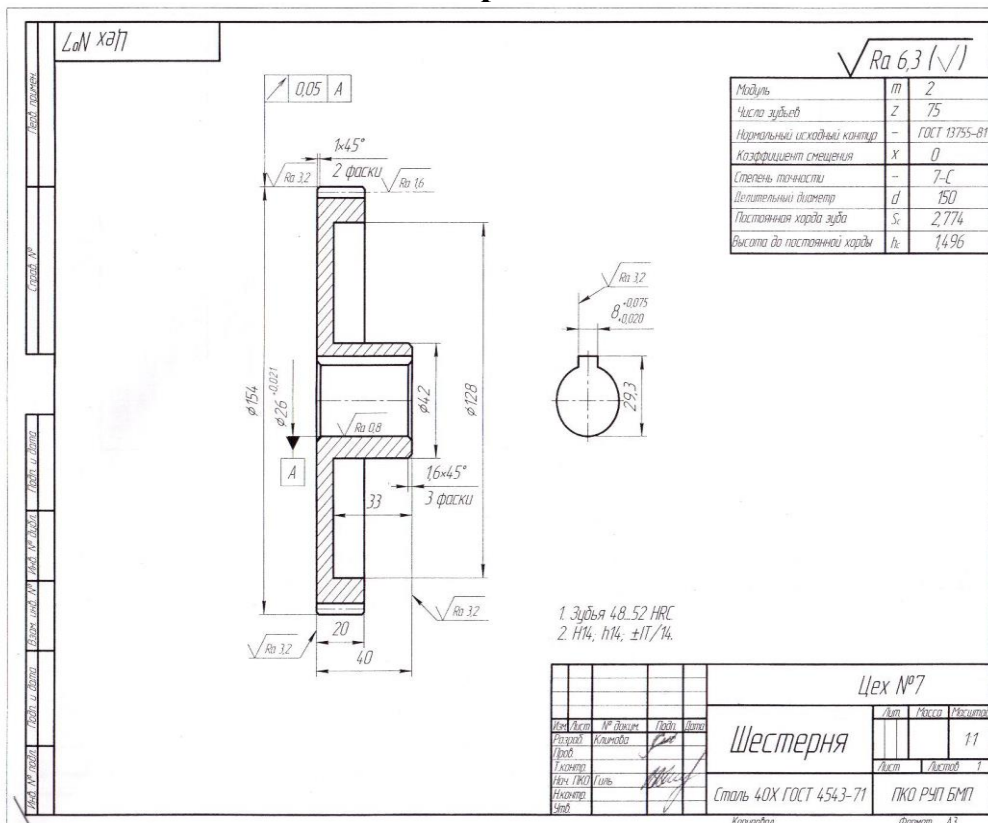 Цех №7
√Ra 6,3 (√)
Модуль m 2
Число зубьев z 75
Нормальный исходный контур - ГОСТ 13755-81
Коэффициент смещения x 0
Степень точности - 7-С
Делительный диаметр d 150
Постоянная хорда зуба Sc 2,774
Высота до постоянной хорды hc 1,496
0,05 А
1×45°
2 фаски
Ra 3,2
Ra 1,6
Ø154
Ø26 +0,021
Ra 0,8
Ø42
Ø128
А
1,6×45°
3 фаски
33
Ra 3,2
Ra 3,2
20
40
Ra 3,2
8 +0,075 +0,020
29,3
1. Зубья 48...52 HRC
2. H14, h14, ±IT/14.
Перв. примен.
Справ. №
Подп. и дата
Инв. № дубл.
Взам. инв. №
Подп. и дата
Инв. № подл.
Цех №7
Изм. Лист № докум. Подп. Дата
Разраб. Климова
Пров.
Т.контр.
Нач. ПКО Гиль
Н.контр.
Утв.
Шестерня
Лит. Масса Масштаб
1:1
Лист Листов 1
Сталь 40Х ГОСТ 4543-71
ПКО РУП БМП
Копировал Формат А3